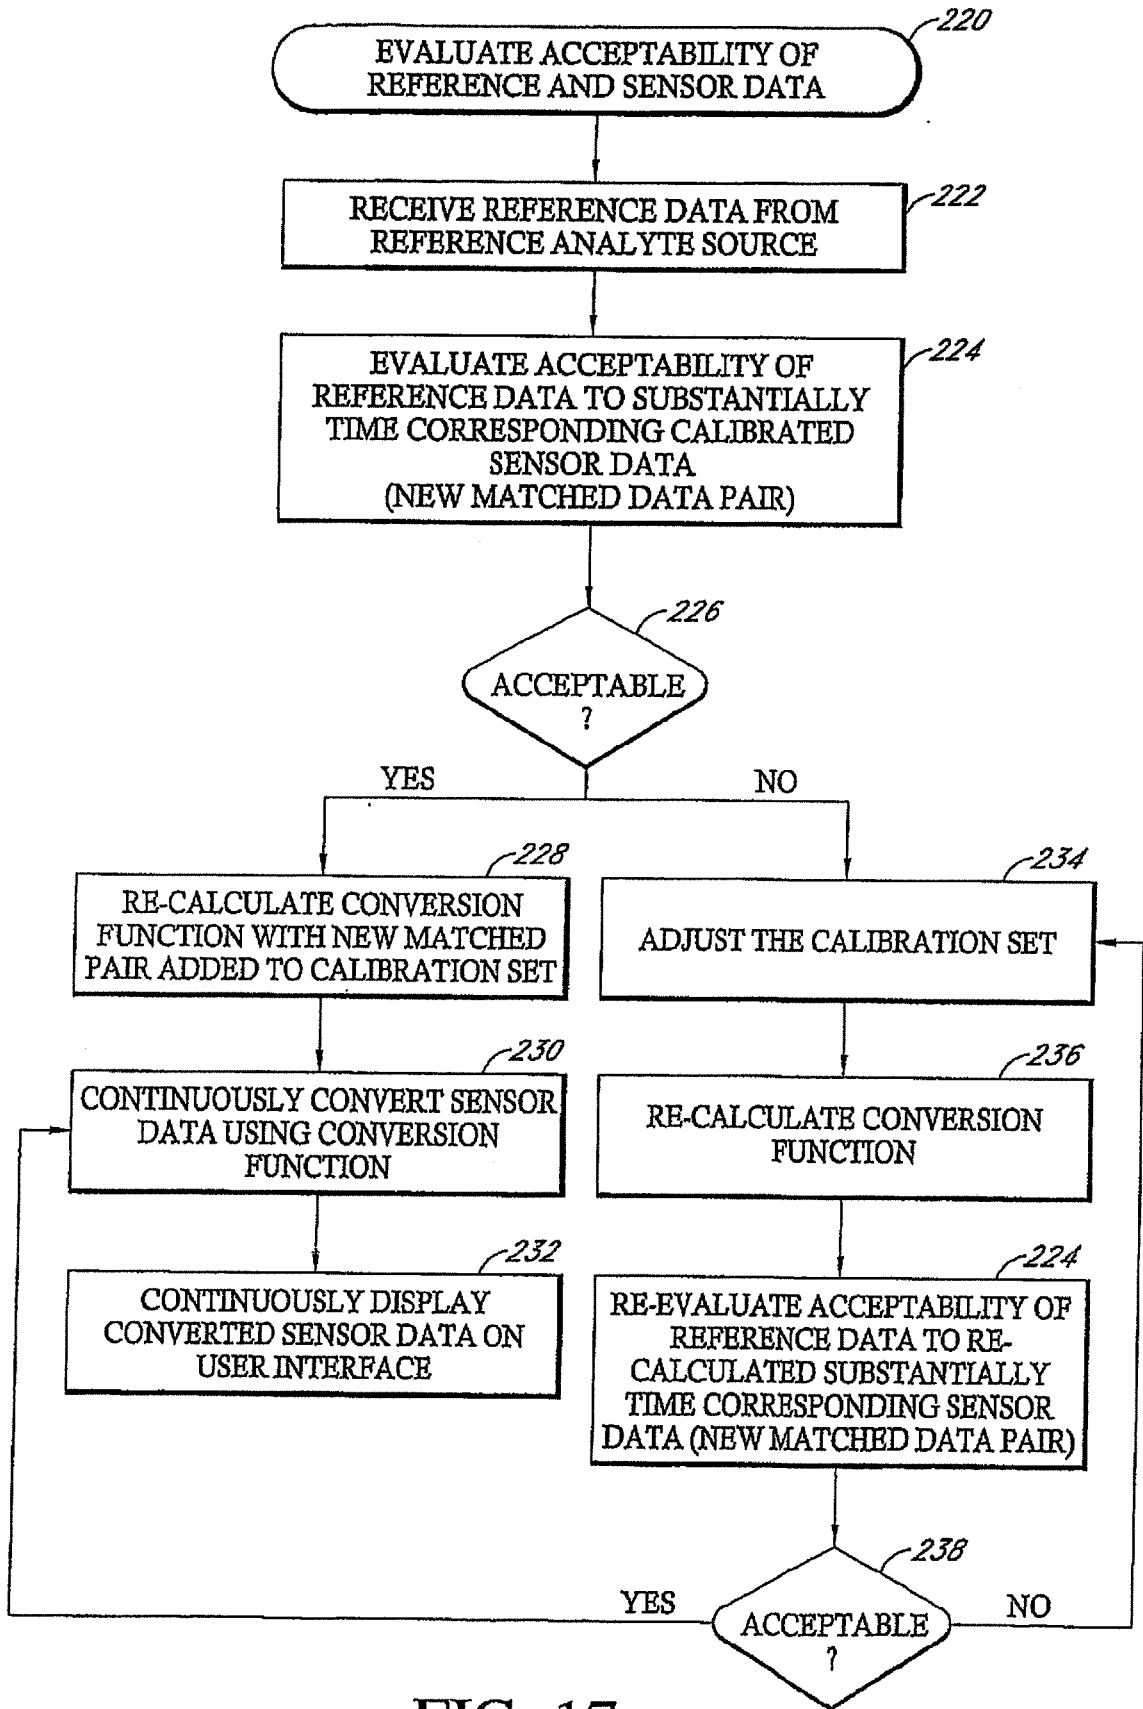 220
EVALUATE ACCEPTABILITY OF
REFERENCE AND SENSOR DATA
222
RECEIVE REFERENCE DATA FROM
REFERENCE ANALYTE SOURCE
224
EVALUATE ACCEPTABILITY OF
REFERENCE DATA TO SUBSTANTIALLY
TIME CORRESPONDING CALIBRATED
SENSOR DATA
(NEW MATCHED DATA PAIR)
226
ACCEPTABLE
?
YES
NO
228
RE-CALCULATE CONVERSION
FUNCTION WITH NEW MATCHED
PAIR ADDED TO CALIBRATION SET
234
ADJUST THE CALIBRATION SET
230
CONTINUOUSLY CONVERT SENSOR
DATA USING CONVERSION
FUNCTION
236
RE-CALCULATE CONVERSION
FUNCTION
232
CONTINUOUSLY DISPLAY
CONVERTED SENSOR DATA ON
USER INTERFACE
224
RE-EVALUATE ACCEPTABILITY OF
REFERENCE DATA TO RE-
CALCULATED SUBSTANTIALLY
TIME CORRESPONDING SENSOR
DATA (NEW MATCHED DATA PAIR)
238
YES
ACCEPTABLE
?
NO
FIG. 17